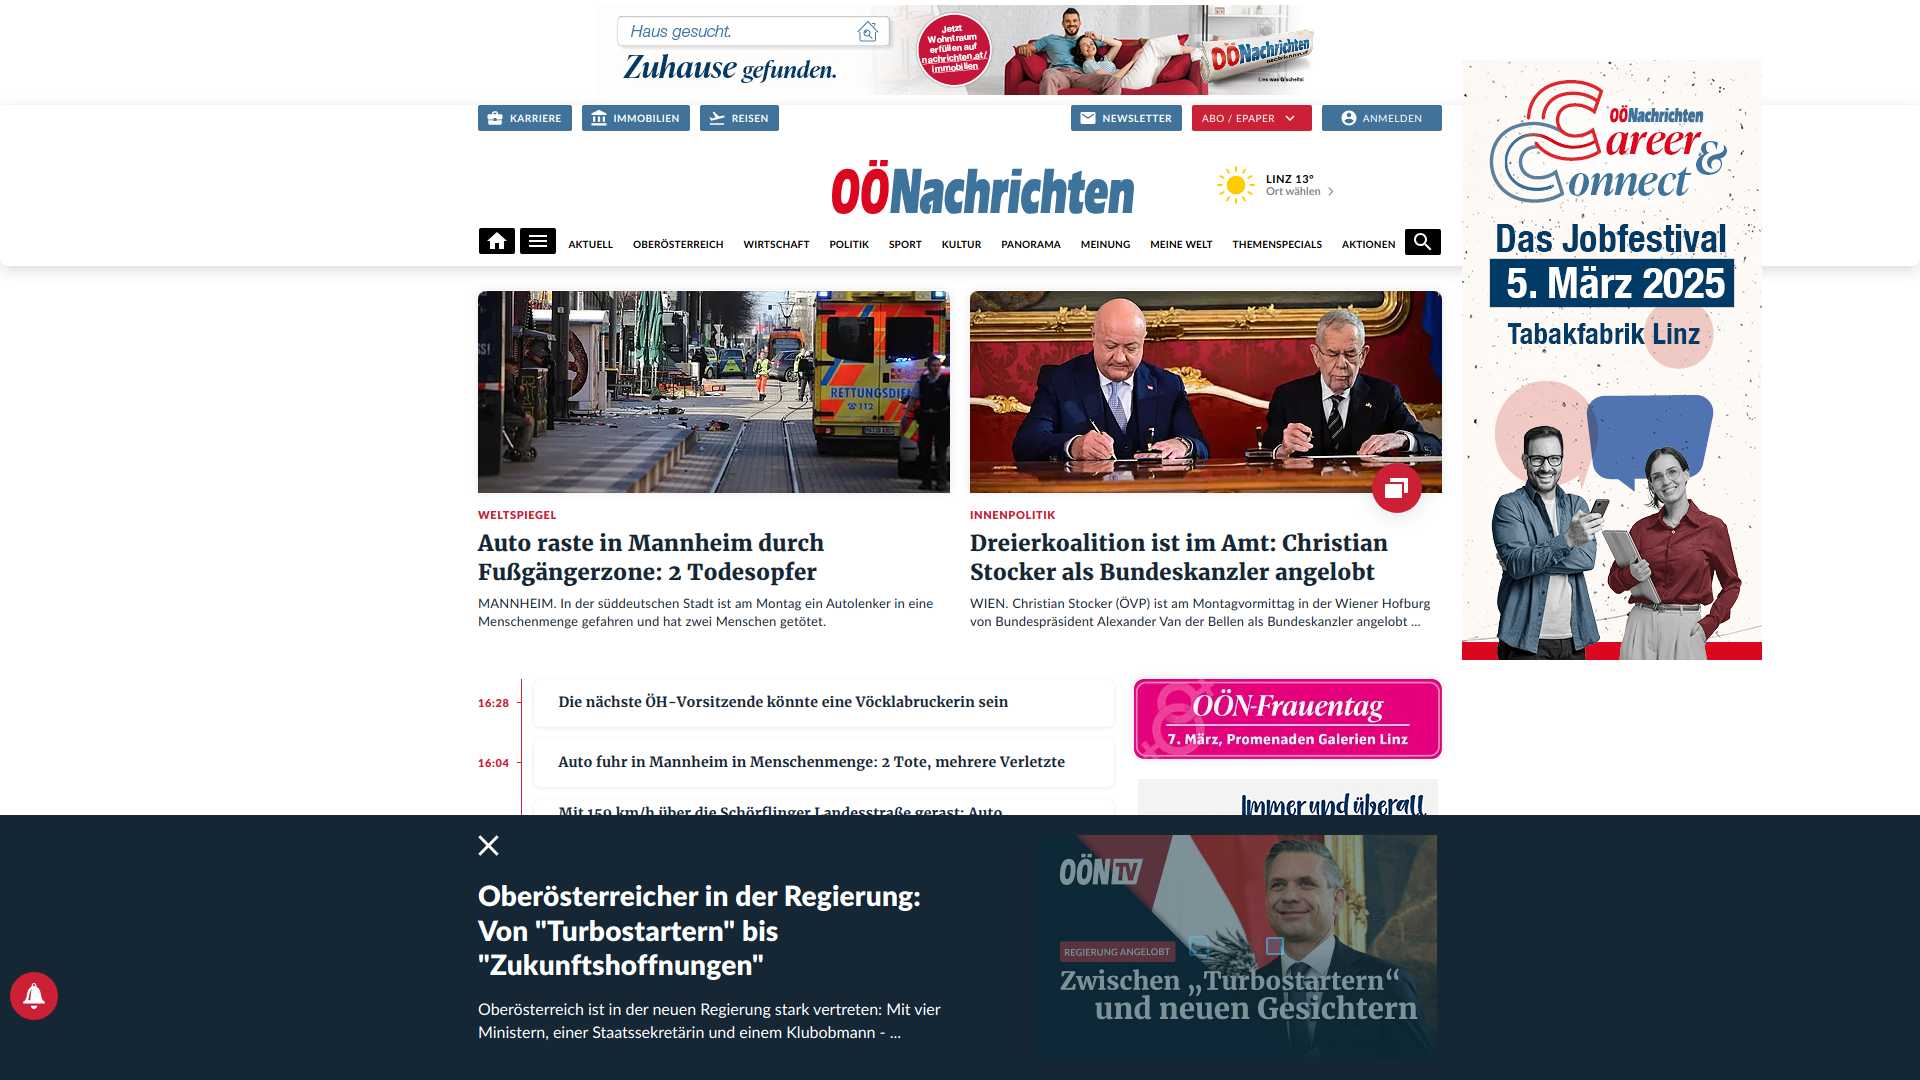 Haus gesucht.
Zuhause gefunden.
Jetzt
Wohntraum
erfüllen auf
nachrichten.at/
immobilien
OÖNachrichten
Lies was G'scheits!
KARRIERE
IMMOBILIEN
REISEN
NEWSLETTER
ABO / EPAPER
ANMELDEN
OÖNachrichten
LINZ 13°
Ort wählen
AKTUELL
OBERÖSTERREICH
WIRTSCHAFT
POLITIK
SPORT
KULTUR
PANORAMA
MEINUNG
MEINE WELT
THEMENSPECIALS
AKTIONEN
OÖNachrichten
Career &
Connect
Das Jobfestival
5. März 2025
Tabakfabrik Linz
RETTUNGSDIEN
112
WELTSPIEGEL
Auto raste in Mannheim durch
Fußgängerzone: 2 Todesopfer
MANNHEIM. In der süddeutschen Stadt ist am Montag ein Autolenker in eine
Menschenmenge gefahren und hat zwei Menschen getötet.
INNENPOLITIK
Dreierkoalition ist im Amt: Christian
Stocker als Bundeskanzler angelobt
WIEN. Christian Stocker (ÖVP) ist am Montagvormittag in der Wiener Hofburg
von Bundespräsident Alexander Van der Bellen als Bundeskanzler angelobt ...
16:28
Die nächste ÖH-Vorsitzende könnte eine Vöcklabruckerin sein
16:04
Auto fuhr in Mannheim in Menschenmenge: 2 Tote, mehrere Verletzte
Mit 159 km/h über die Schörflinger Landesstraße gerast: Auto
OÖN-Frauentag
7. März, Promenaden Galerien Linz
Immer und überall
Oberösterreicher in der Regierung:
Von "Turbostartern" bis
"Zukunftshoffnungen"
Oberösterreich ist in der neuen Regierung stark vertreten: Mit vier
Ministern, einer Staatssekretärin und einem Klubobmann - ...
OÖN TV
REGIERUNG ANGELOBT
Zwischen „Turbostartern“
und neuen Gesichtern